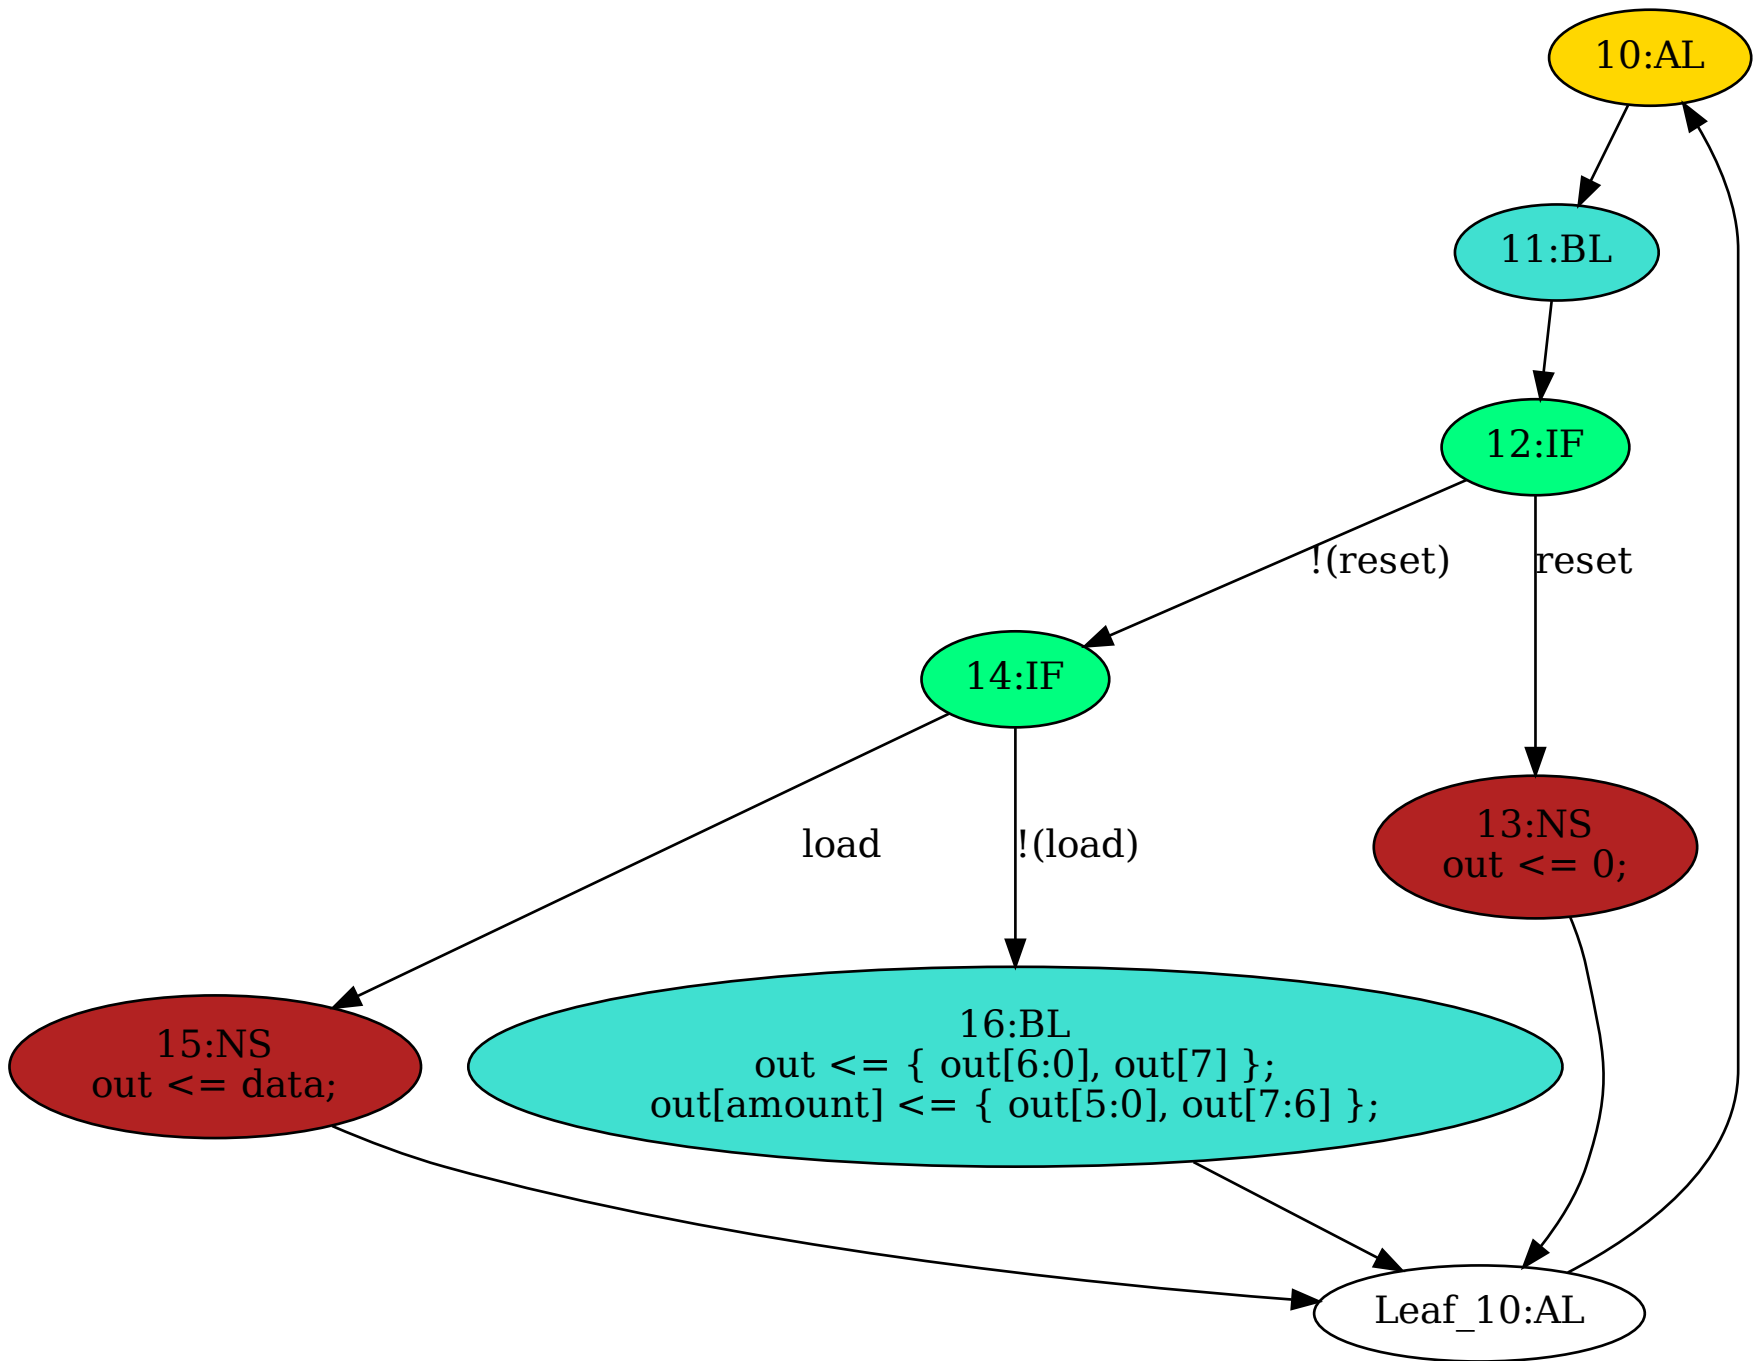 10:AL
11:BL
12:IF
!(reset)
reset
14:IF
load
!(load)
13:NS
out <= 0;
15:NS
out <= data;
16:BL
out <= { out[6:0], out[7] };
out[amount] <= { out[5:0], out[7:6] };
Leaf_10:AL